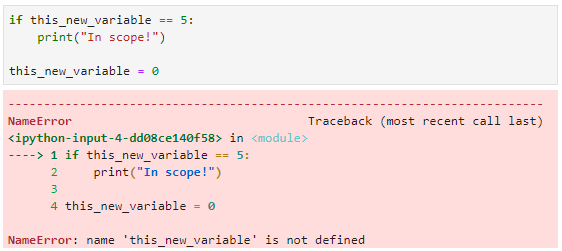 if this_new_variable == 5:
    print("In scope!")

this_new_variable = 0
---------------------------------------------------------------------------
NameError                                 Traceback (most recent call last)
<ipython-input-4-dd08ce140f58> in <module>
----> 1 if this_new_variable == 5:
      2     print("In scope!")
      3
      4 this_new_variable = 0

NameError: name 'this_new_variable' is not defined